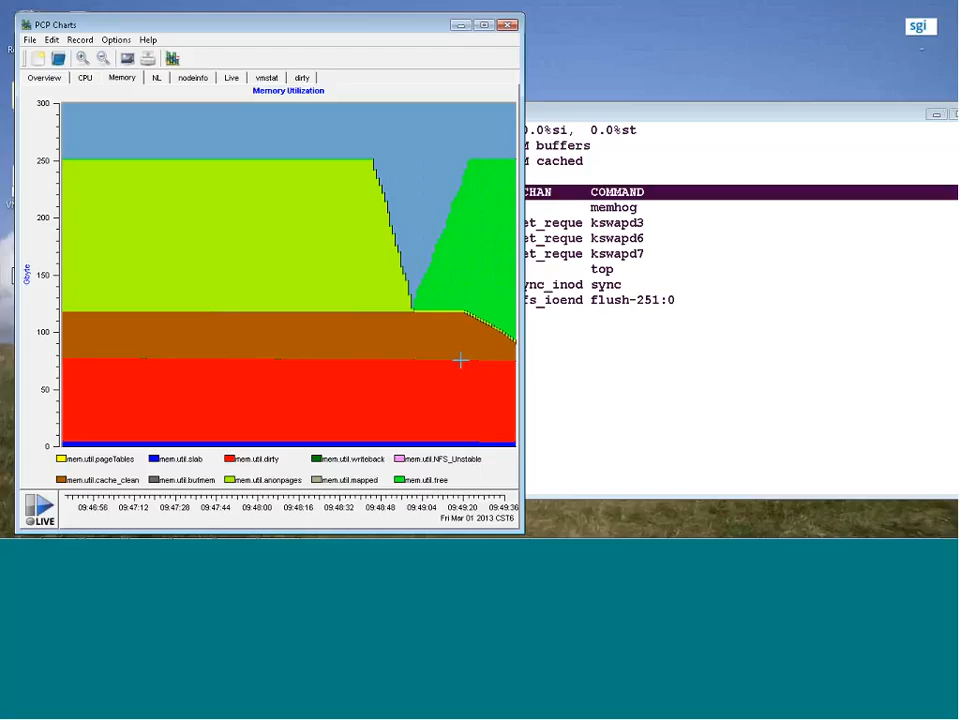 PCP Charts
File Edit Record Options Help
Overview CPU Memory NL nodeinfo Live vmstat dirty
Memory Utilization
300
250
200
150
100
50
0
Gbyte
mem.util.pageTables mem.util.slab mem.util.dirty mem.util.writeback mem.util.NFS_Unstable
mem.util.cache_clean mem.util.bufmem mem.util.anonpages mem.util.mapped mem.util.free
LIVE
09:46:56 09:47:12 09:47:28 09:47:44 09:48:00 09:48:16 09:48:32 09:48:48 09:49:04 09:49:20 09:49:36
Fri Mar 01 2013 CST6
sgi
0.0%si, 0.0%st
M buffers
M cached
CHAN COMMAND
memhog
et_reque kswapd3
et_reque kswapd6
et_reque kswapd7
top
ync_inod sync
fs_ioend flush-251:0